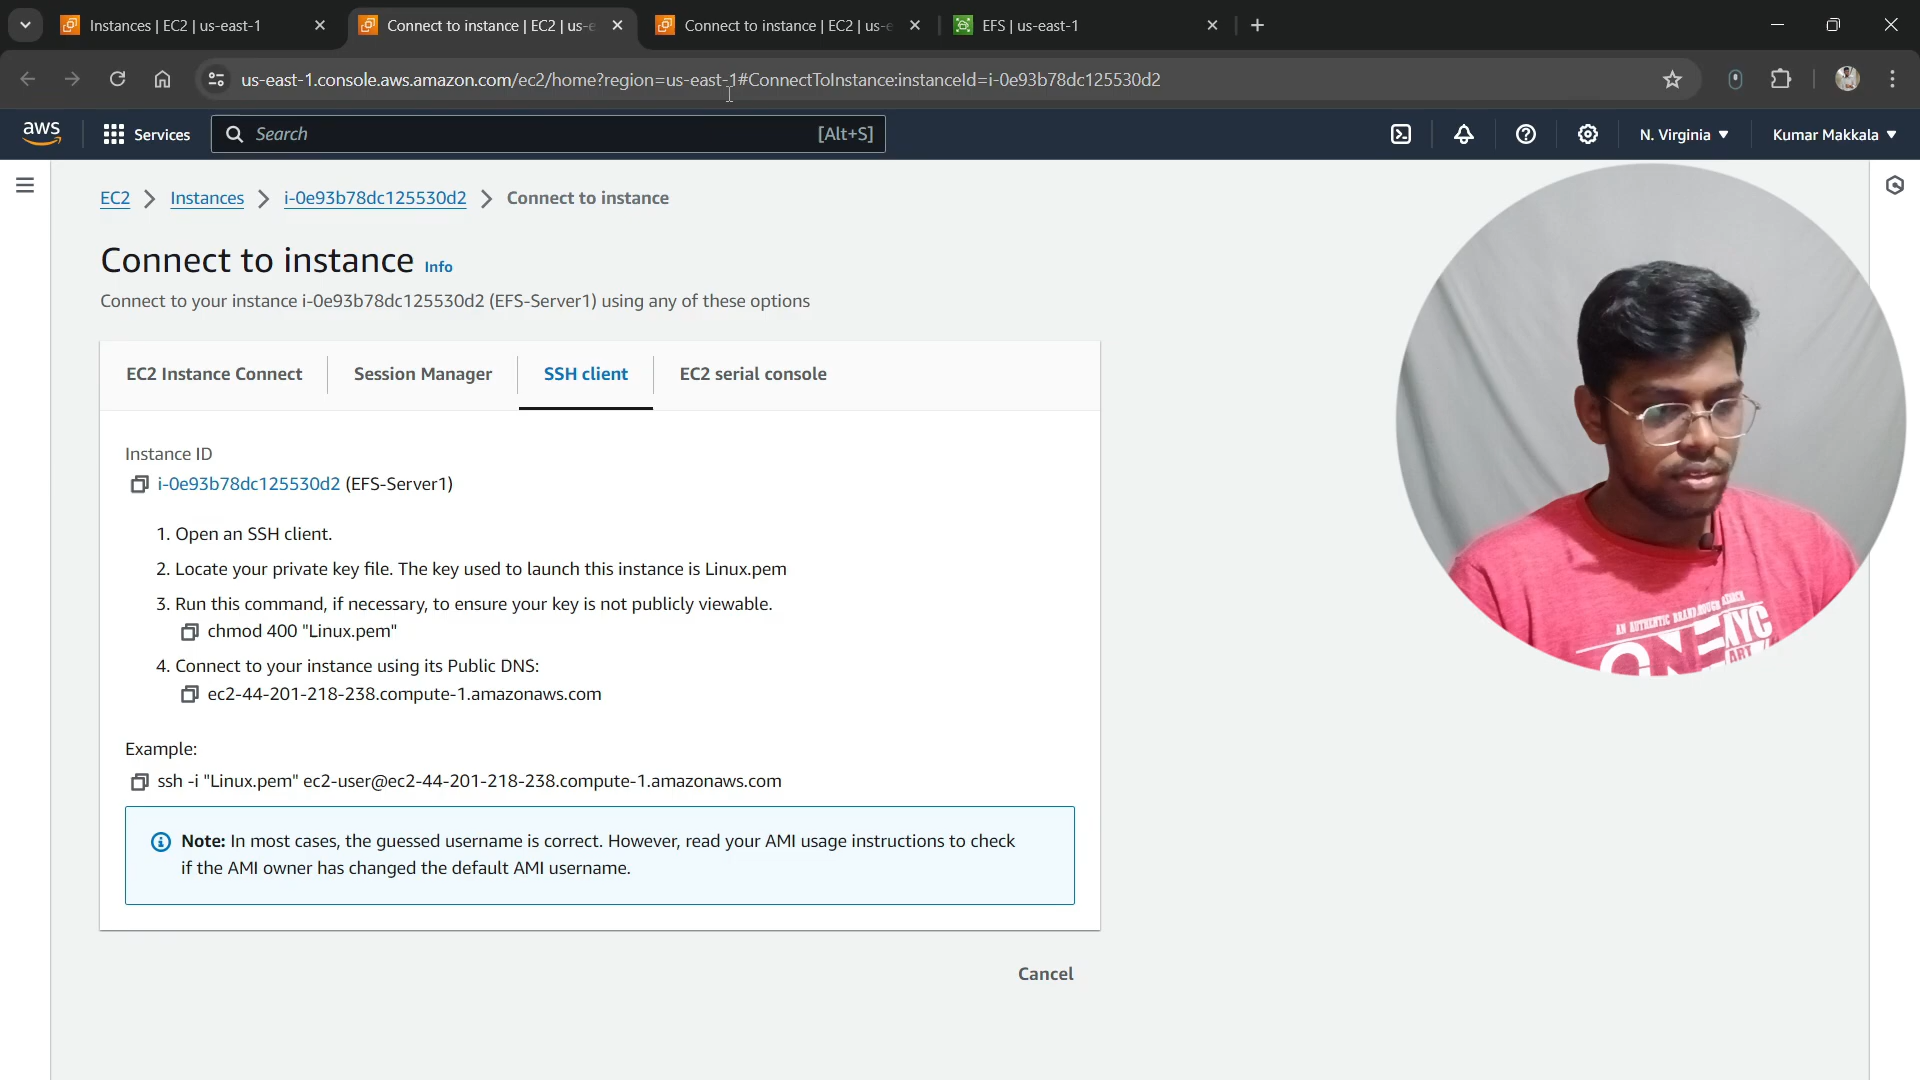 Instances | EC2 | us-east-1
Connect to instance | EC2 | us-e
Connect to instance | EC2 | us-e
EFS | us-east-1
us-east-1.console.aws.amazon.com/ec2/home?region=us-east-1#ConnectToInstance:instanceId=i-0e93b78dc125530d2
aws
Services
Search
[Alt+S]
N. Virginia
Kumar Makkala
EC2
Instances
i-0e93b78dc125530d2
Connect to instance
Connect to instance Info
Connect to your instance i-0e93b78dc125530d2 (EFS-Server1) using any of these options
EC2 Instance Connect
Session Manager
SSH client
EC2 serial console
Instance ID
i-0e93b78dc125530d2 (EFS-Server1)
1. Open an SSH client.
2. Locate your private key file. The key used to launch this instance is Linux.pem
3. Run this command, if necessary, to ensure your key is not publicly viewable.
chmod 400 "Linux.pem"
4. Connect to your instance using its Public DNS:
ec2-44-201-218-238.compute-1.amazonaws.com
Example:
ssh -i "Linux.pem" ec2-user@ec2-44-201-218-238.compute-1.amazonaws.com
Note: In most cases, the guessed username is correct. However, read your AMI usage instructions to check
if the AMI owner has changed the default AMI username.
Cancel
AN AUTHENTIC BRAND
NYC
ART